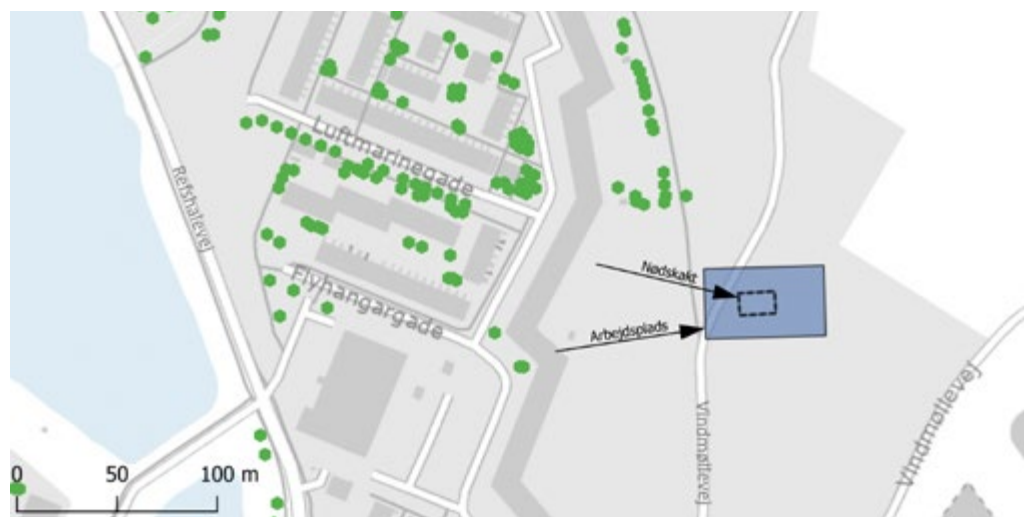 Luftmarinegade
Refshalevej
Nødskakt
Flyhangargade
Arbejdsplads
Vindmøllevej
Vindmøllevej
0 50 100 m